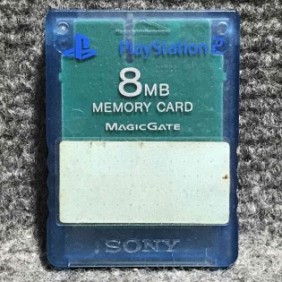 PlayStation 2
8MB
MEMORY CARD
MAGICGATE
SONY